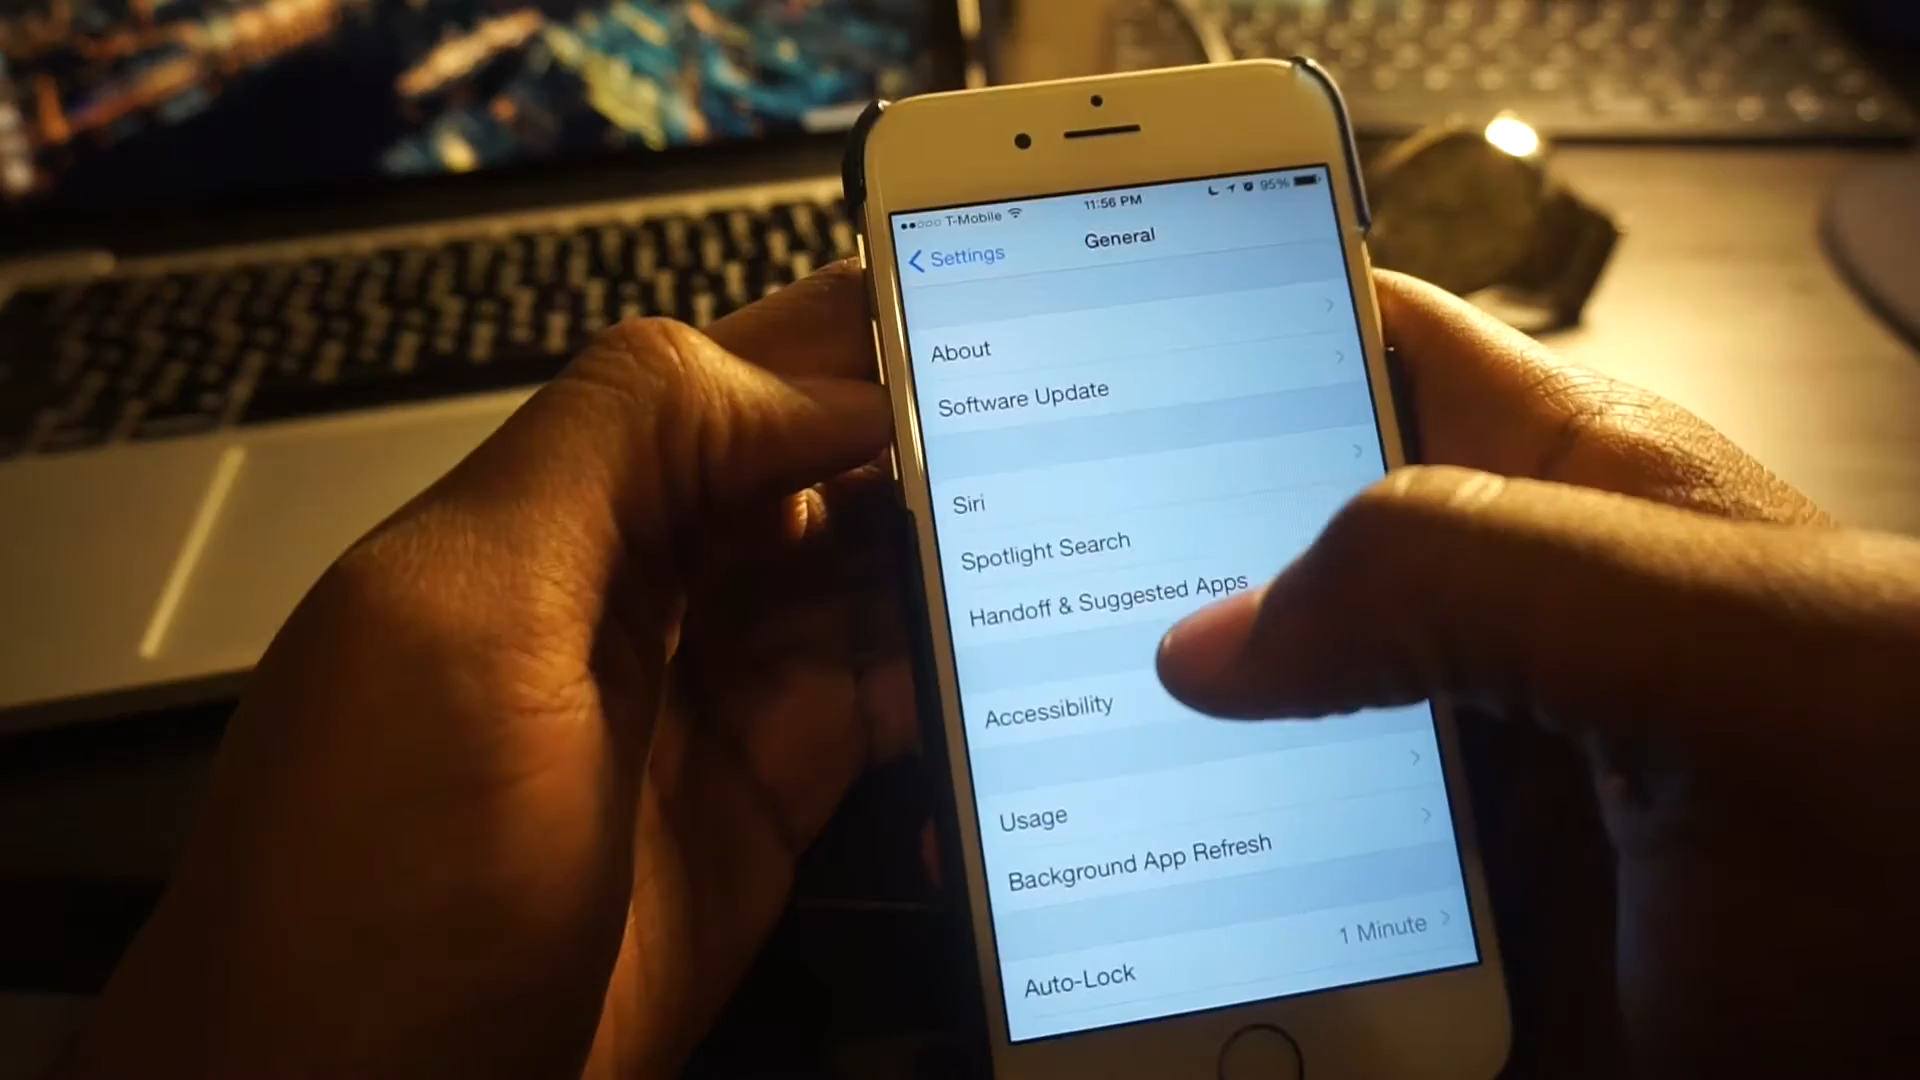 T-Mobile 11:56 PM 95%
Settings General
About
Software Update
Siri
Spotlight Search
Handoff & Suggested Apps
Accessibility
Usage
Background App Refresh
Auto-Lock 1 Minute